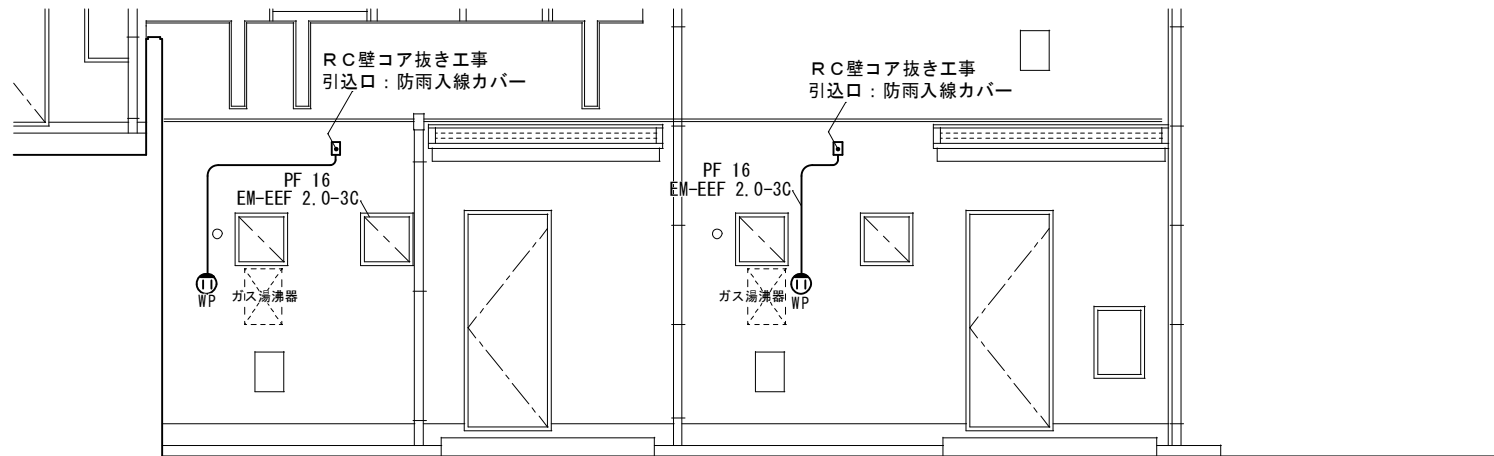 ＲＣ壁コア抜き工事
引込口：防雨入線カバー
PF 16
EM-EEF 2.0-3C
WP
ガス湯沸器
ＲＣ壁コア抜き工事
引込口：防雨入線カバー
PF 16
EM-EEF 2.0-3C
ガス湯沸器
WP